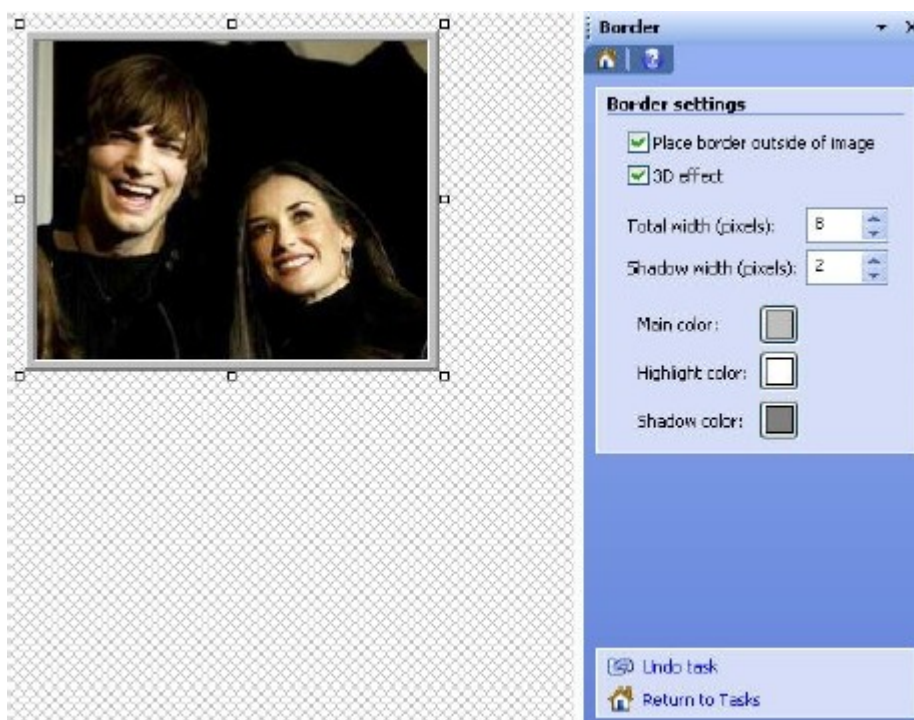 Border
Border settings
Place border outside of image
3D effect
Total width (pixels): 8
Shadow width (pixels): 2
Main color:
Highlight color:
Shadow color:
Undo task
Return to Tasks